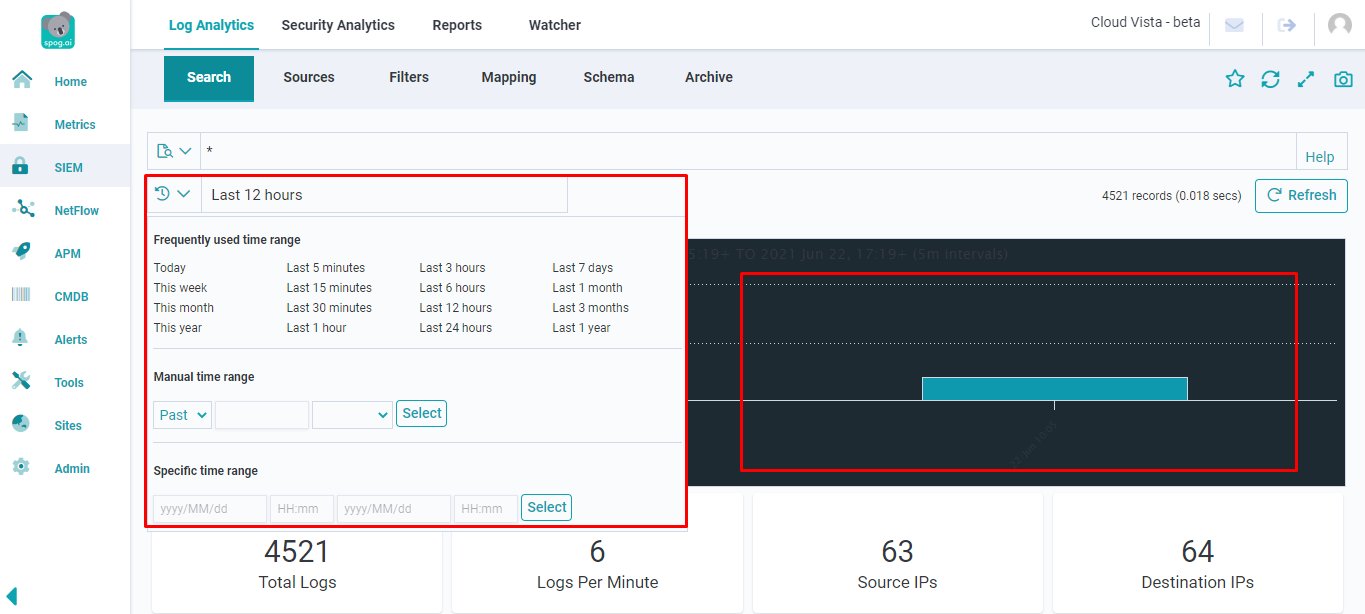 spog.ai
Log Analytics Security Analytics Reports Watcher
Cloud Vista - beta
Search Sources Filters Mapping Schema Archive
Home
Metrics
SIEM
NetFlow
APM
CMDB
Alerts
Tools
Sites
Admin
*
Help
Last 12 hours
4521 records (0.018 secs)
Refresh
Frequently used time range
Today Last 5 minutes Last 3 hours Last 7 days
This week Last 15 minutes Last 6 hours Last 1 month
This month Last 30 minutes Last 12 hours Last 3 months
This year Last 1 hour Last 24 hours Last 1 year
Manual time range
Past
Select
Specific time range
yyyy/MM/dd HH:mm yyyy/MM/dd HH:mm Select
5:19+ TO 2021 Jun 22, 17:19+ (5m intervals)
4521 6 63 64
Total Logs Logs Per Minute Source IPs Destination IPs